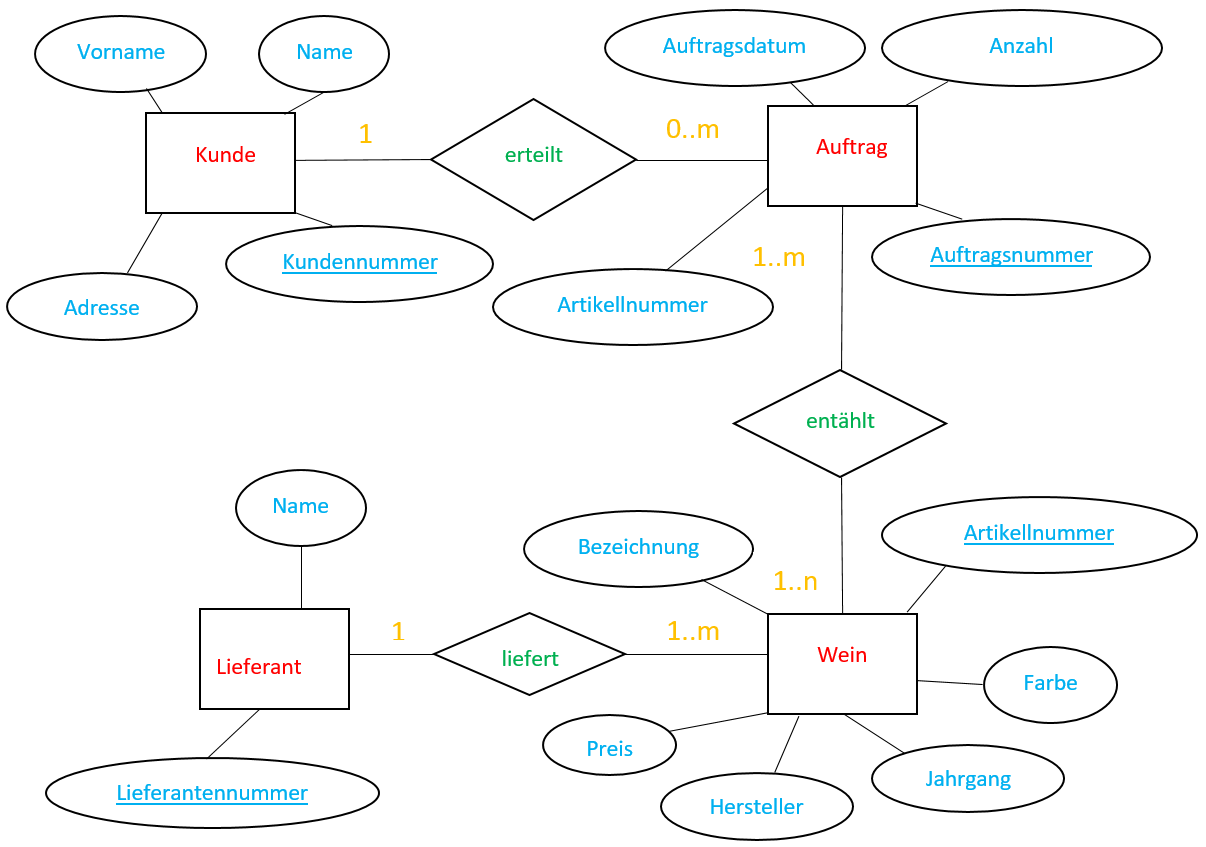 Vorname
Name
Auftragsdatum
Anzahl
Kunde
1
erteilt
0..m
Auftrag
Kundennummer
Auftragsnummer
Adresse
Artikellnummer
1..m
entählt
Name
Bezeichnung
Artikellnummer
1..n
Lieferant
1
liefert
1..m
Wein
Farbe
Preis
Hersteller
Jahrgang
Lieferantennummer